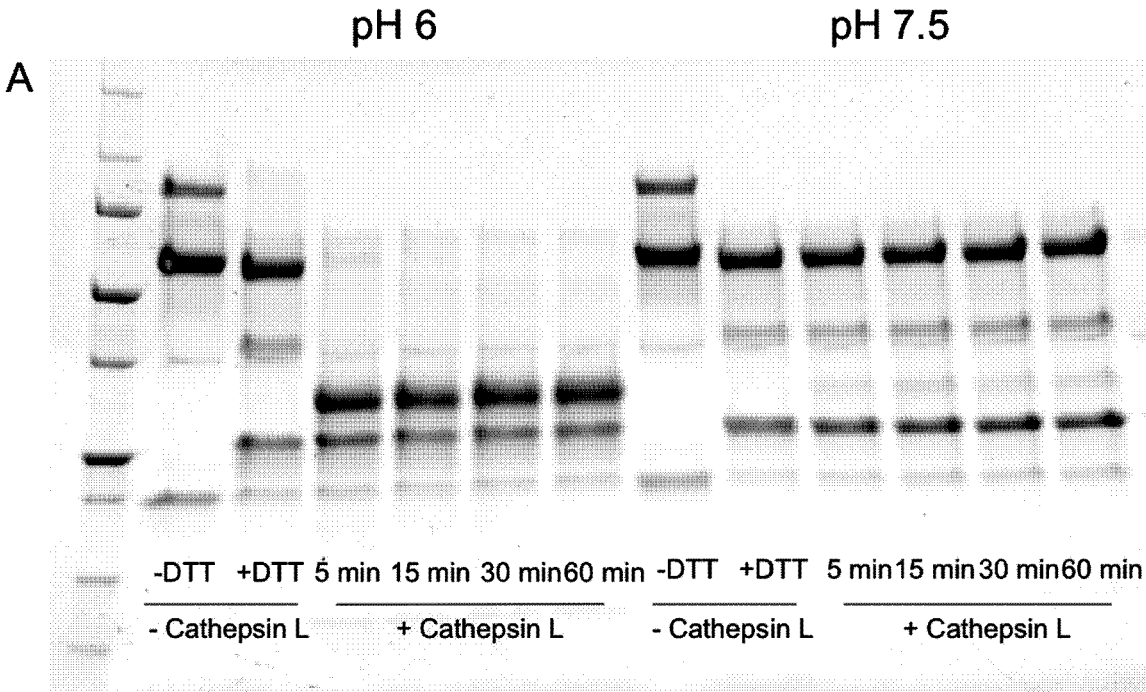 pH 6 pH 7.5
A
-DTT +DTT 5 min 15 min 30 min 60 min -DTT +DTT 5 min 15 min 30 min 60 min
- Cathepsin L + Cathepsin L - Cathepsin L + Cathepsin L